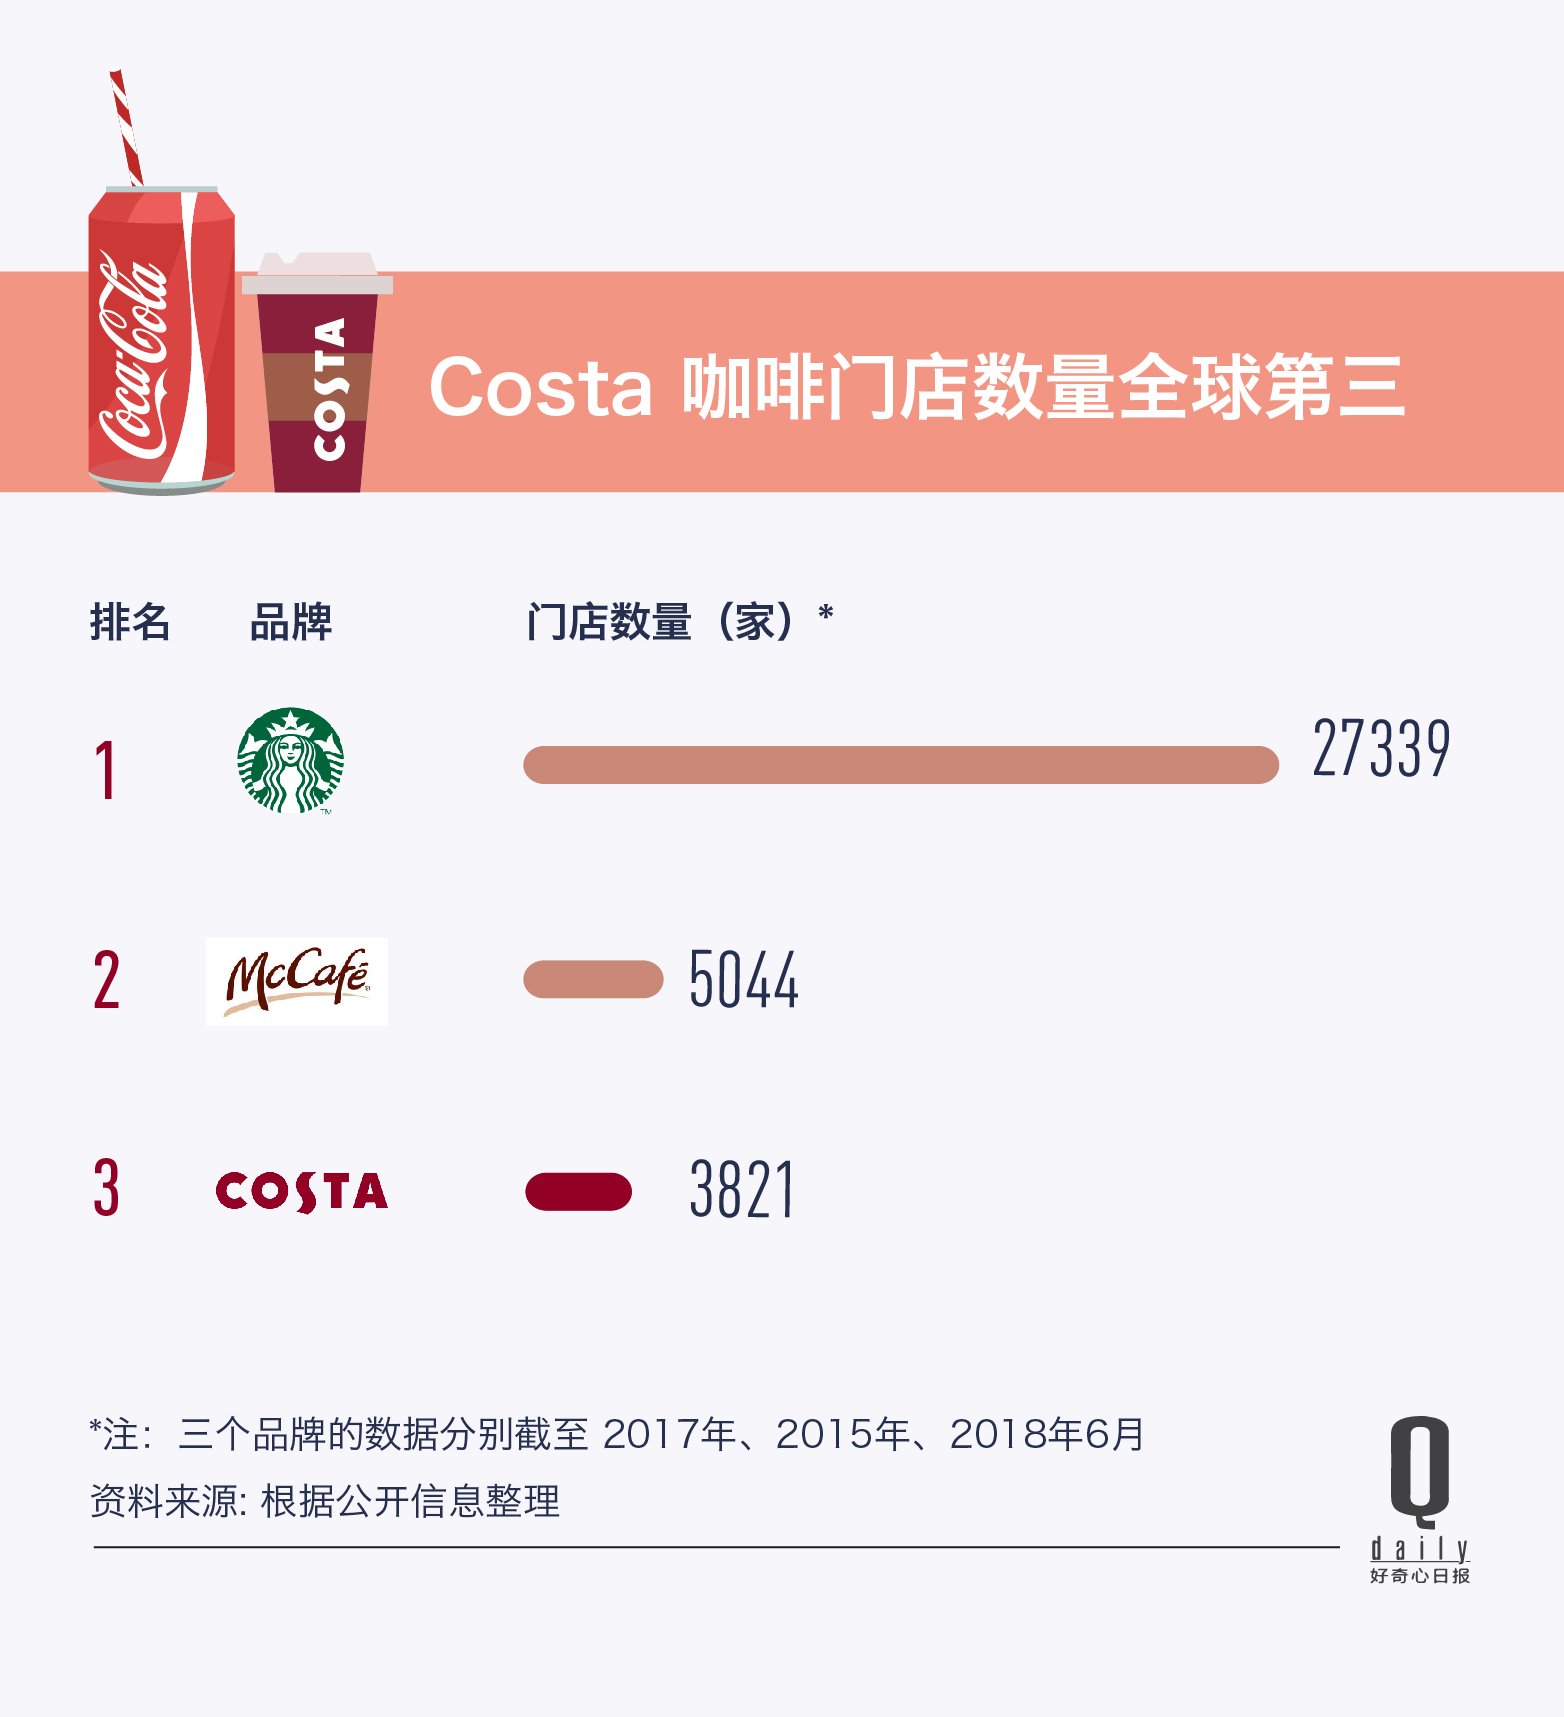 Coca-Cola
COSTA
Costa 咖啡门店数量全球第三
排名 品牌 门店数量（家）*
1 27339
TM
2 McCafé® 5044
3 COSTA 3821
*注：三个品牌的数据分别截至 2017年、2015年、2018年6月
资料来源: 根据公开信息整理
Q
daily
好奇心日报